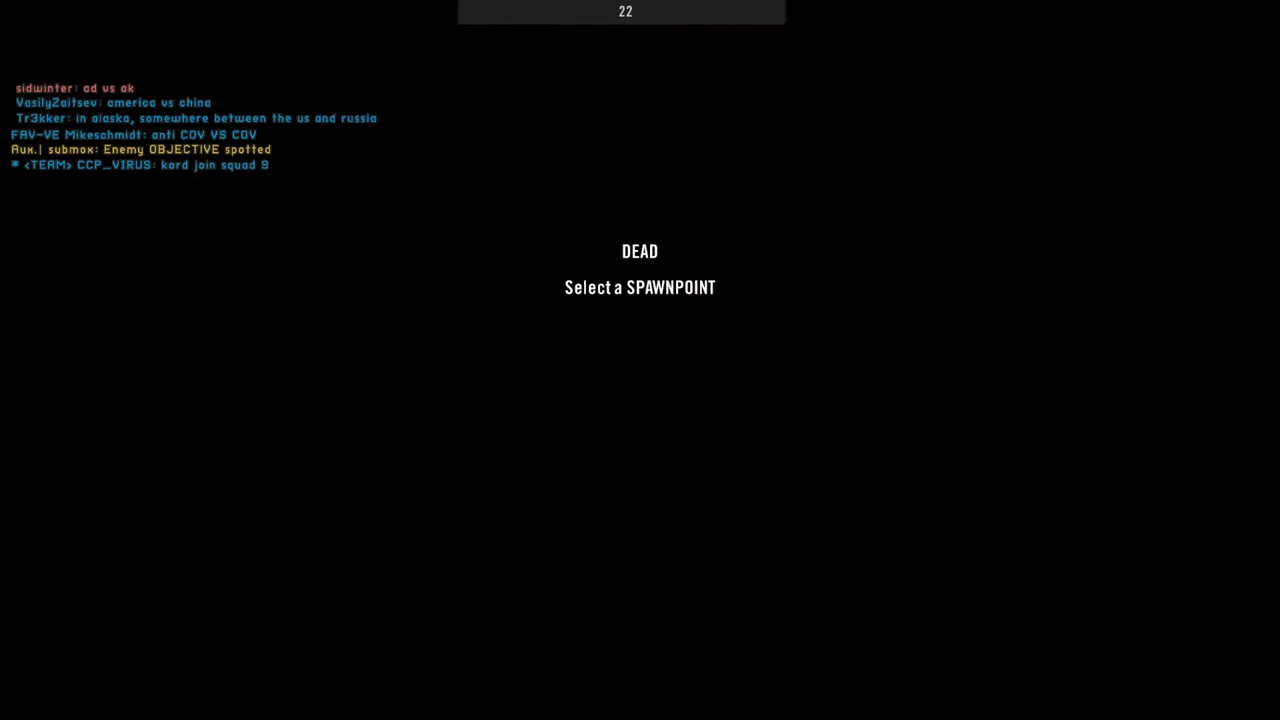 22
sidwinter: ad vs ak
VasilyZaitsev: america vs china
Tr3kker: in alaska, somewhere between the us and russia
FAV-VE Mikeschmidt: anti COV VS COV
Aux.| submox: Enemy OBJECTIVE spotted
* <TEAM> CCP_VIRUS: kord join squad 9
DEAD
Select a SPAWNPOINT